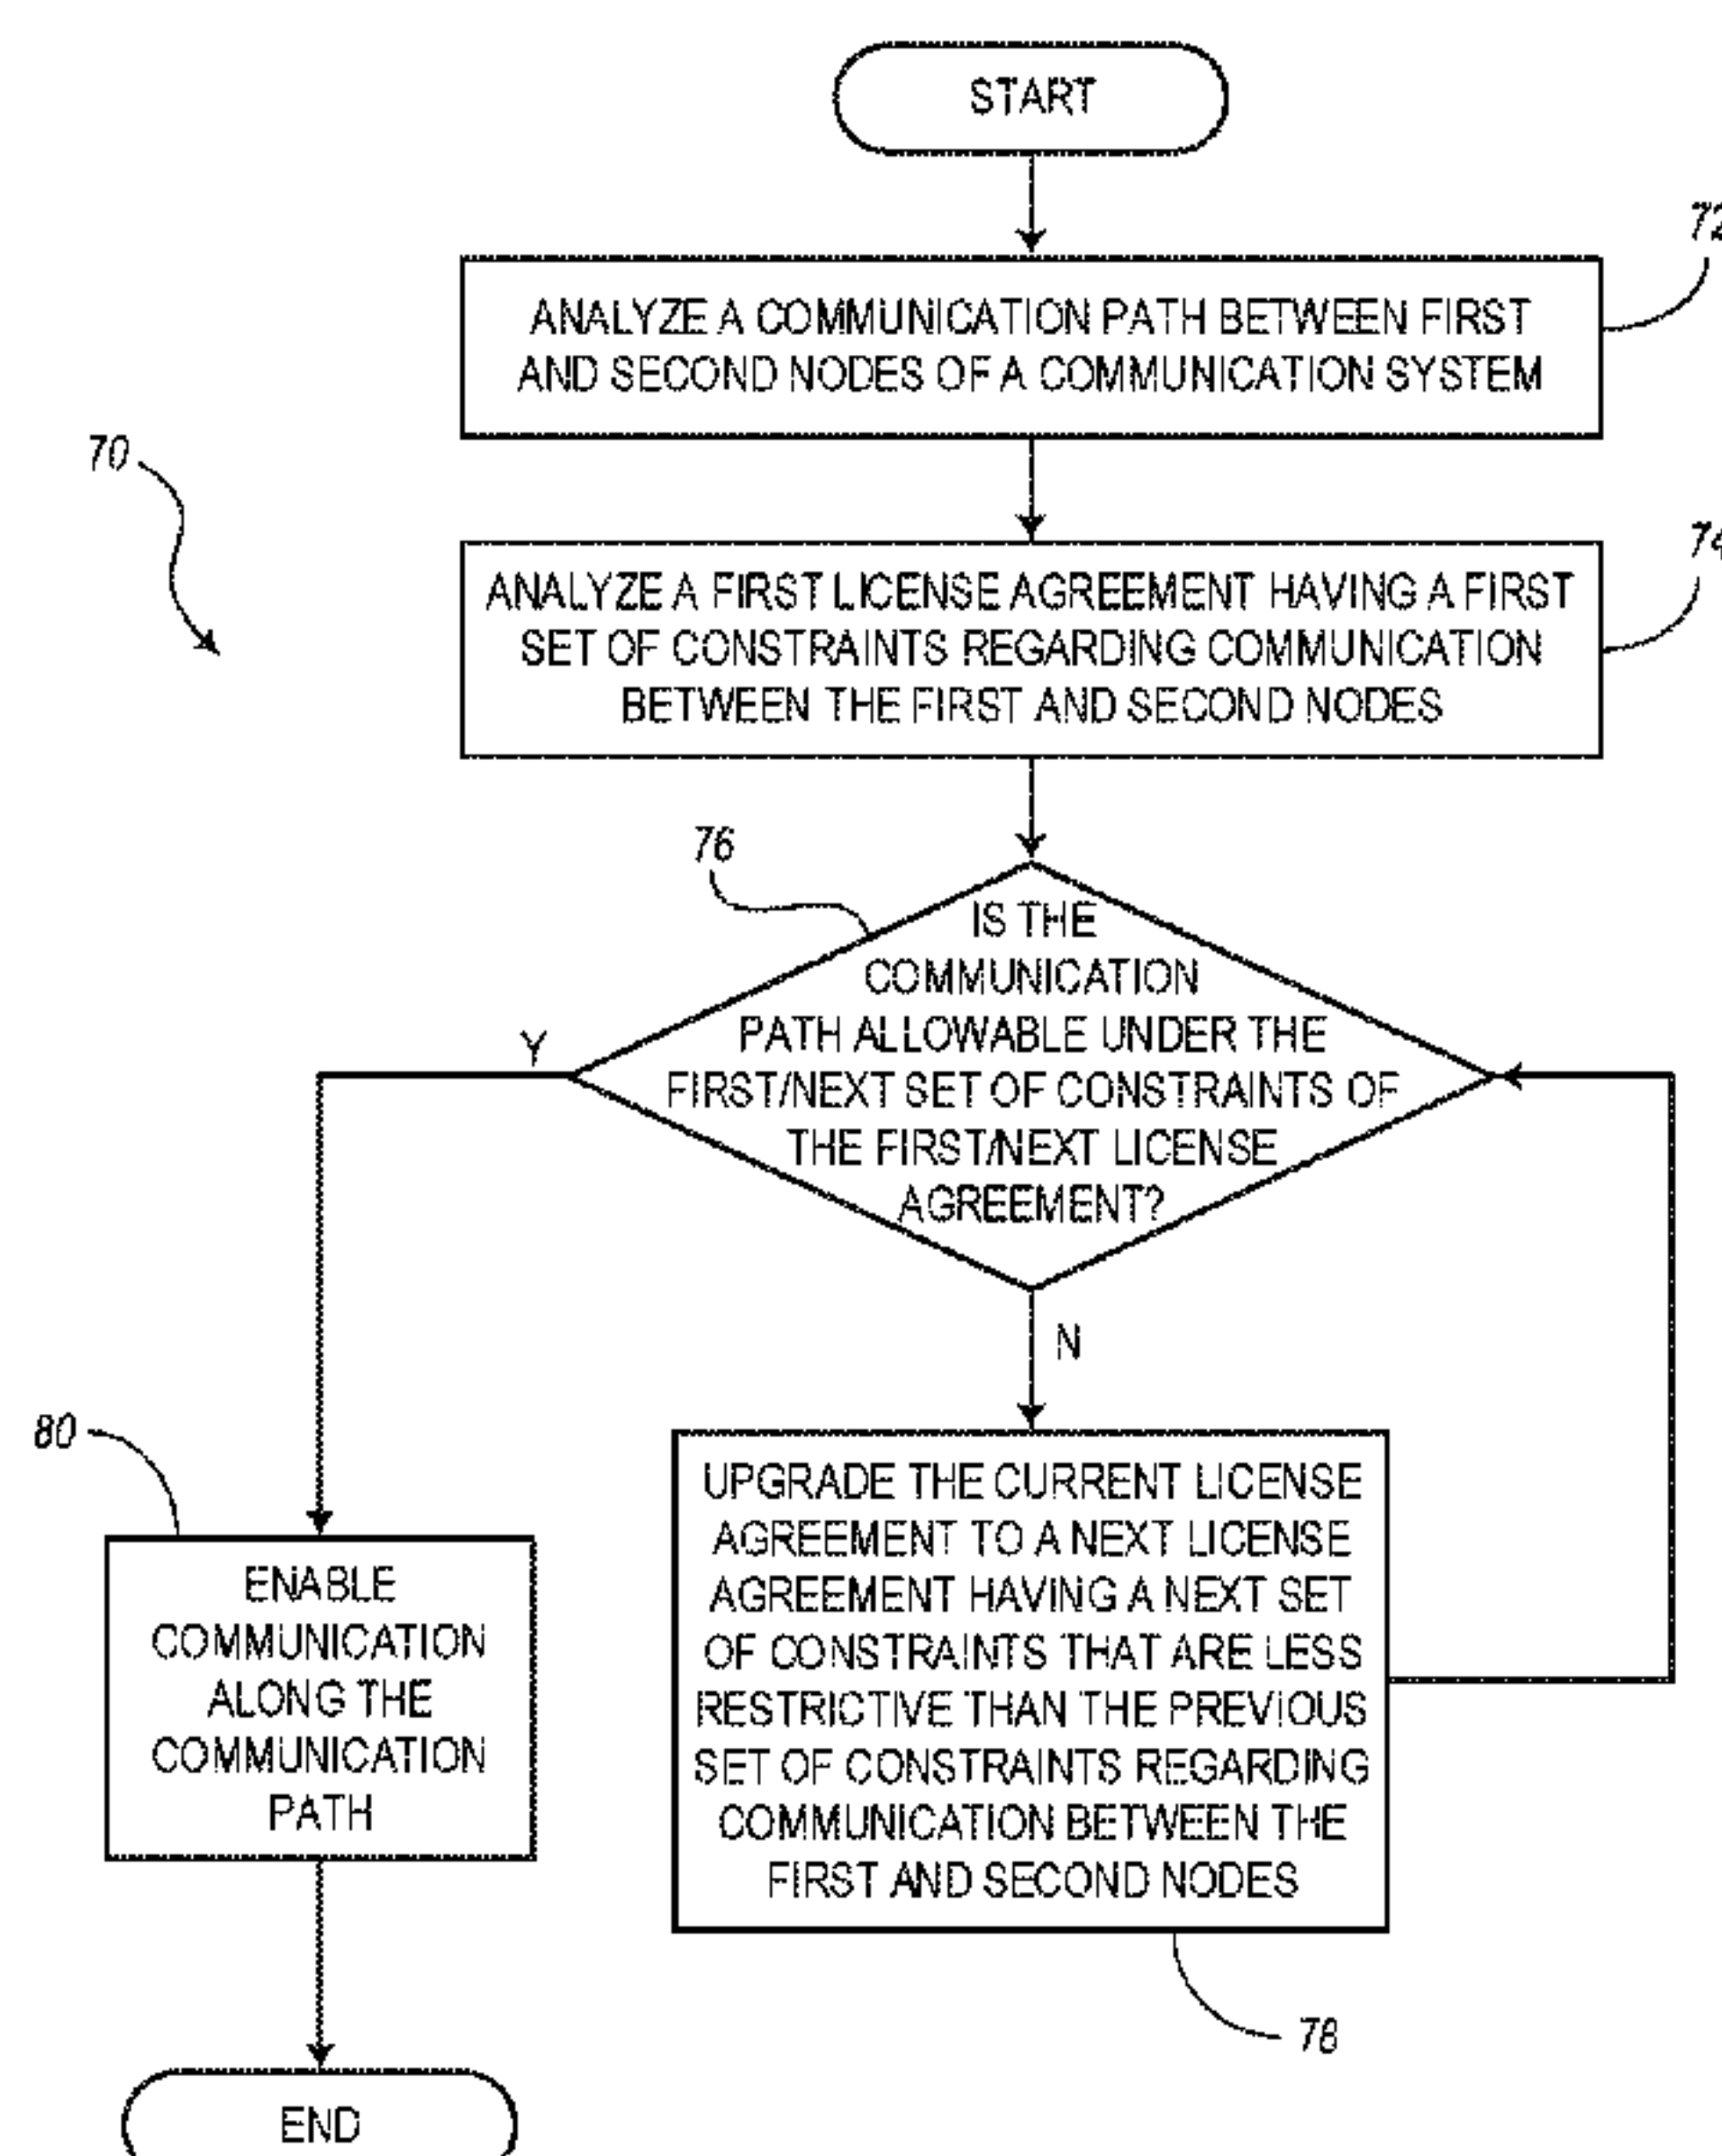 START
72
ANALYZE A COMMUNICATION PATH BETWEEN FIRST
AND SECOND NODES OF A COMMUNICATION SYSTEM
70
74
ANALYZE A FIRST LICENSE AGREEMENT HAVING A FIRST
SET OF CONSTRAINTS REGARDING COMMUNICATION
BETWEEN THE FIRST AND SECOND NODES
76
IS THE
COMMUNICATION
PATH ALLOWABLE UNDER THE
FIRST/NEXT SET OF CONSTRAINTS OF
THE FIRST/NEXT LICENSE
AGREEMENT?
Y
N
80
ENABLE
COMMUNICATION
ALONG THE
COMMUNICATION
PATH
UPGRADE THE CURRENT LICENSE
AGREEMENT TO A NEXT LICENSE
AGREEMENT HAVING A NEXT SET
OF CONSTRAINTS THAT ARE LESS
RESTRICTIVE THAN THE PREVIOUS
SET OF CONSTRAINTS REGARDING
COMMUNICATION BETWEEN THE
FIRST AND SECOND NODES
78
END